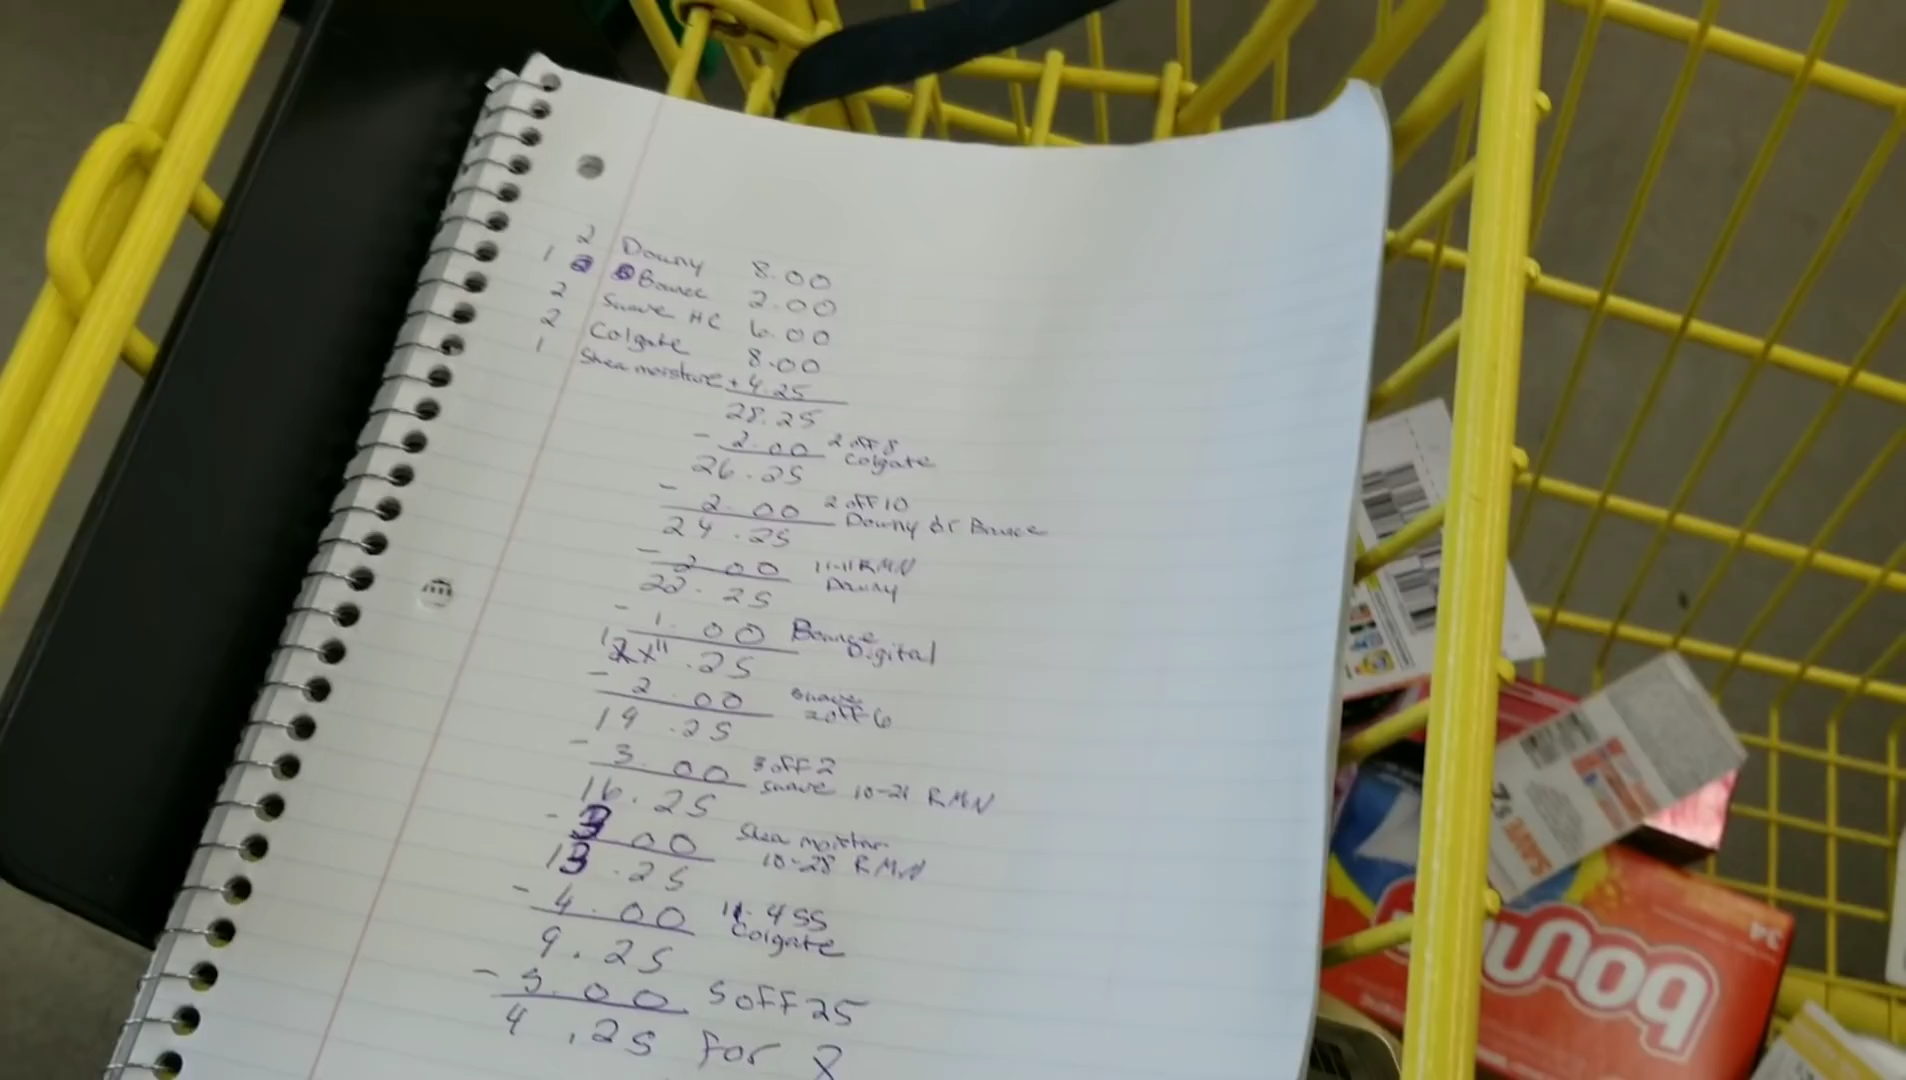 2 Downy 8.00
1 Bounce 2.00
2 Suave HC 6.00
2 Colgate 8.00
1 Shea moisture + 4.25
28.25
- 2.00 2 off 8
Colgate
26.25
- 2.00 2 off 10
Downy or Bounce
24.25
- 2.00 11-11 RMN
Downy
22.25
- 1.00 Bounce
Digital
.25
- 2.00 Suave
2 off 6
19.25
- 3.00 3 off 2
Suave 10-21 RMN
16.25
- 3.00 Shea moistur
10-28 RMN
13.25
- 4.00 11-4 SS
Colgate
9.25
- 5.00 5 off 25
4.25 for 8
SAVE
boun
34